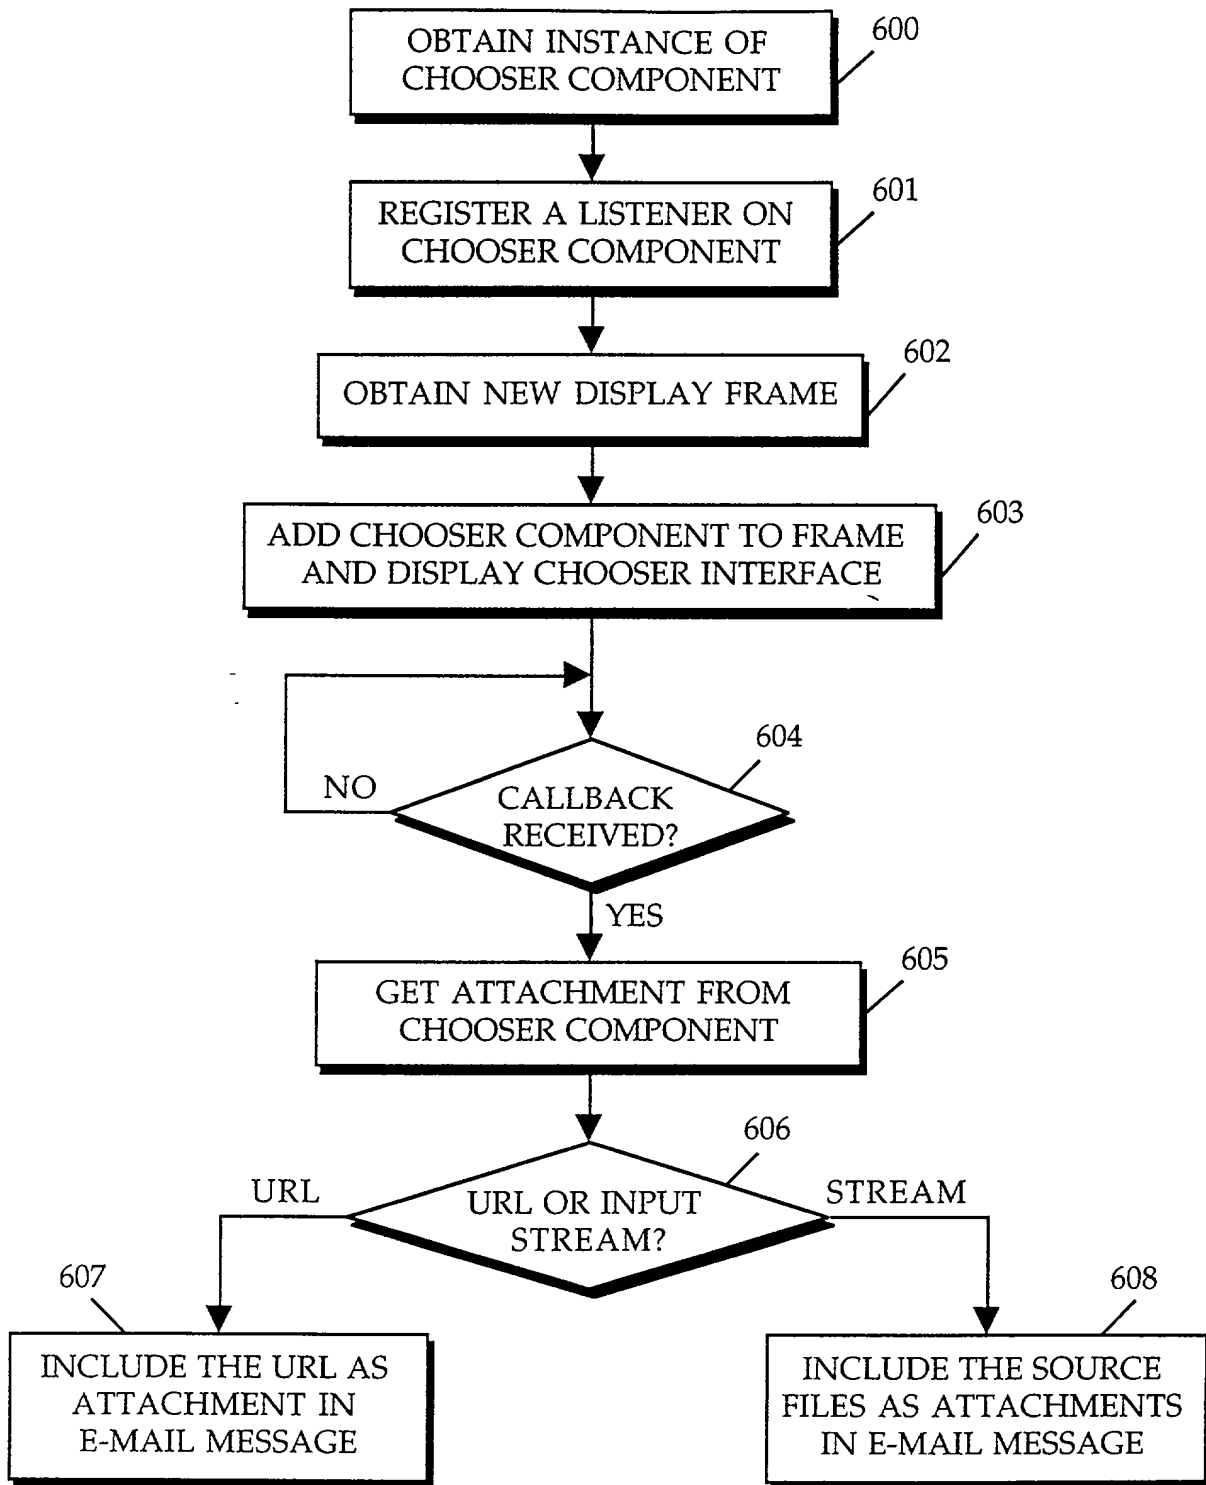 OBTAIN INSTANCE OF
CHOOSER COMPONENT
600
REGISTER A LISTENER ON
CHOOSER COMPONENT
601
OBTAIN NEW DISPLAY FRAME
602
ADD CHOOSER COMPONENT TO FRAME
AND DISPLAY CHOOSER INTERFACE
603
604
NO
CALLBACK
RECEIVED?
YES
GET ATTACHMENT FROM
CHOOSER COMPONENT
605
606
URL
URL OR INPUT
STREAM?
STREAM
607
INCLUDE THE URL AS
ATTACHMENT IN
E-MAIL MESSAGE
608
INCLUDE THE SOURCE
FILES AS ATTACHMENTS
IN E-MAIL MESSAGE